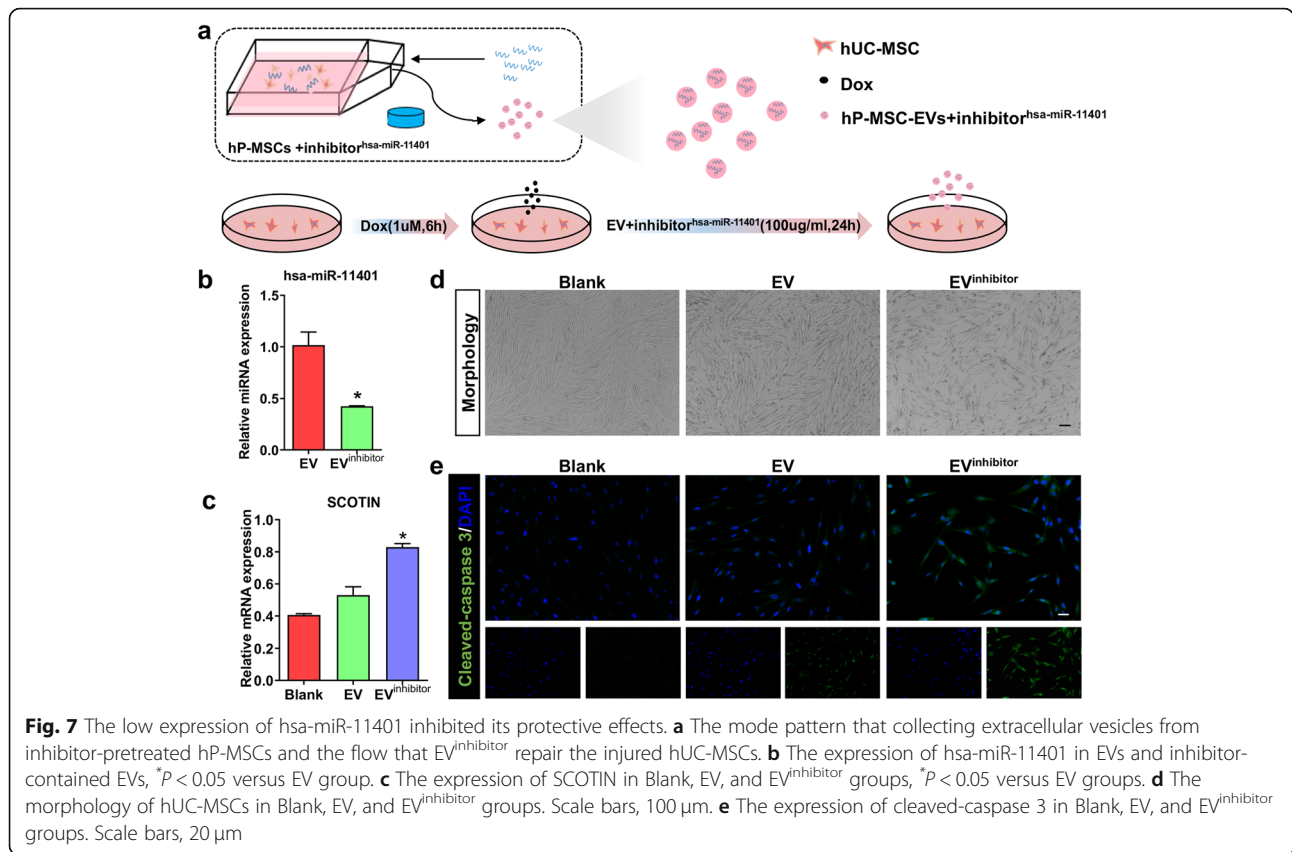 a
hUC-MSC
Dox
hP-MSC-EVs+inhibitorhsa-miR-11401
hP-MSCs +inhibitorhsa-miR-11401
Dox(1uM,6h)
EV+inhibitorhsa-miR-11401(100ug/ml,24h)
b
hsa-miR-11401
Relative miRNA expression
1.5
1.0
0.5
0.0
*
EV
EVinhibitor
c
SCOTIN
Relative mRNA expression
1.0
0.8
0.6
0.4
0.2
0.0
*
Blank
EV
EVinhibitor
d
Blank
EV
EVinhibitor
Morphology
e
Blank
EV
EVinhibitor
Cleaved-caspase 3/DAPI
Fig. 7 The low expression of hsa-miR-11401 inhibited its protective effects. a The mode pattern that collecting extracellular vesicles from
inhibitor-pretreated hP-MSCs and the flow that EVinhibitor repair the injured hUC-MSCs. b The expression of hsa-miR-11401 in EVs and inhibitor-
contained EVs, *P < 0.05 versus EV group. c The expression of SCOTIN in Blank, EV, and EVinhibitor groups, *P < 0.05 versus EV groups. d The
morphology of hUC-MSCs in Blank, EV, and EVinhibitor groups. Scale bars, 100 μm. e The expression of cleaved-caspase 3 in Blank, EV, and EVinhibitor
groups. Scale bars, 20 μm